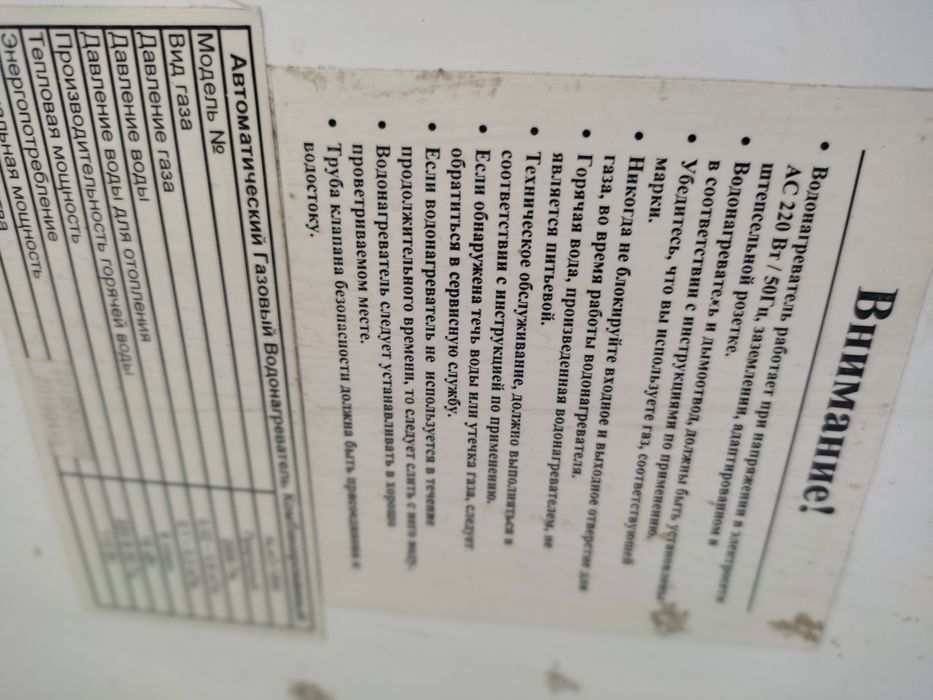 Внимание!
• Водонагреватель работает при напряжении в электросети
АС 220 Вт / 50Гц, заземлении, адаптированном в
штепсельной розетке.
• Водонагреватель и дымоотвод, должны быть установлены
в соответствии с инструкциями по применению.
• Убедитесь, что вы используете газ, соответствующей
марки.
• Никогда не блокируйте входное и выходное отверстие для
газа, во время работы водонагревателя.
• Горячая вода, произведенная водонагревателем, не
является питьевой.
• Техническое обслуживание, должно выполняться в
соответствии с инструкцией по применению.
• Если обнаружена течь воды или утечка газа, следует
обратиться в сервисную службу.
• Если водонагреватель не используется в течение
продолжительного времени, то следует слить с него воду.
• Водонагреватель следует устанавливать в хорошо
проветриваемом месте.
• Труба клапана безопасности должна быть присоединена к
водостоку.
Автоматический Газовый Водонагреватель, Комбинированный
Модель №
Вид газа
Давление газа
Давление воды
Давление воды для отопления
Производительность горячей воды
Тепловая мощность
Энергопотребление
мощность